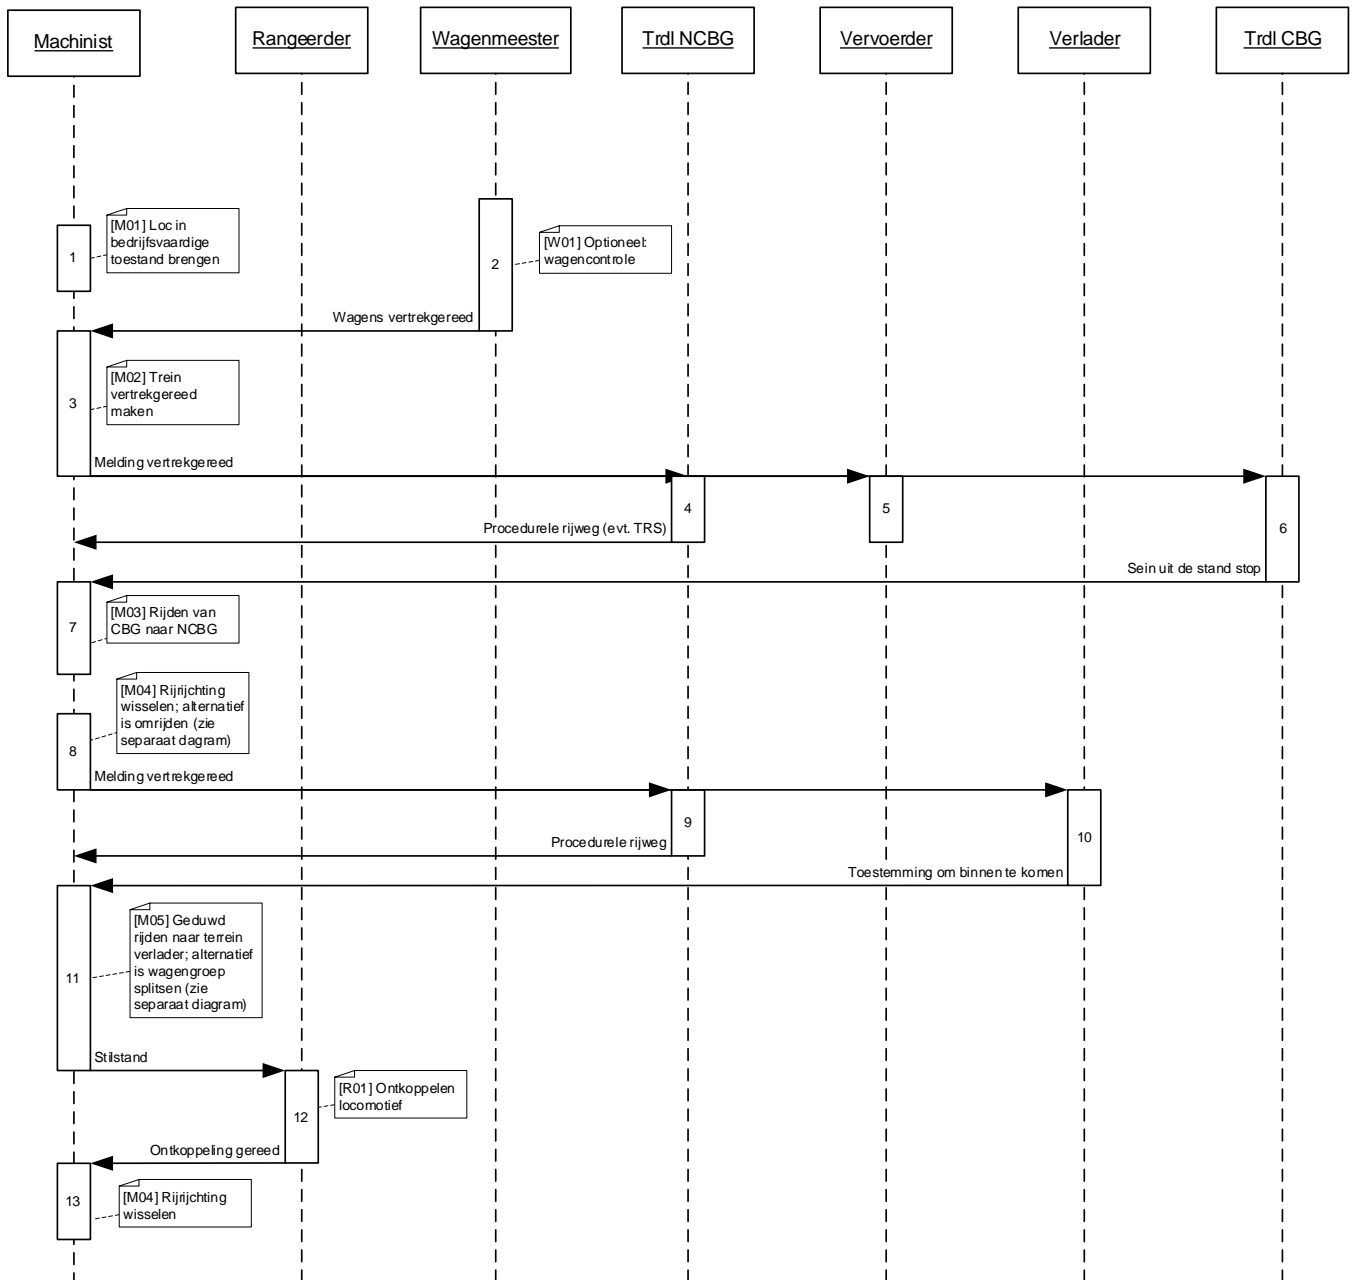 Machinist
Rangeerder
Wagenmeester
Trdl NCBG
Vervoerder
Verlader
Trdl CBG
[M01] Loc in
bedrijfsvaardige
toestand brengen
1
[W01] Optioneel:
wagencontrole
2
Wagens vertrekgereed
[M02] Trein
vertrekgereed
maken
3
Melding vertrekgereed
4
5
6
Procedurele rijweg (evt. TRS)
Sein uit de stand stop
[M03] Rijden van
CBG naar NCBG
7
[M04] Rijrichting
wisselen; alternatief
is omrijden (zie
separaat dagram)
8
Melding vertrekgereed
9
10
Procedurele rijweg
Toestemming om binnen te komen
[M05] Geduwd
rijden naar terrein
verlader; alternatief
is wagengroep
splitsen (zie
separaat diagram)
11
Stilstand
[R01] Ontkoppelen
locomotief
12
Ontkoppeling gereed
[M04] Rijrichting
wisselen
13